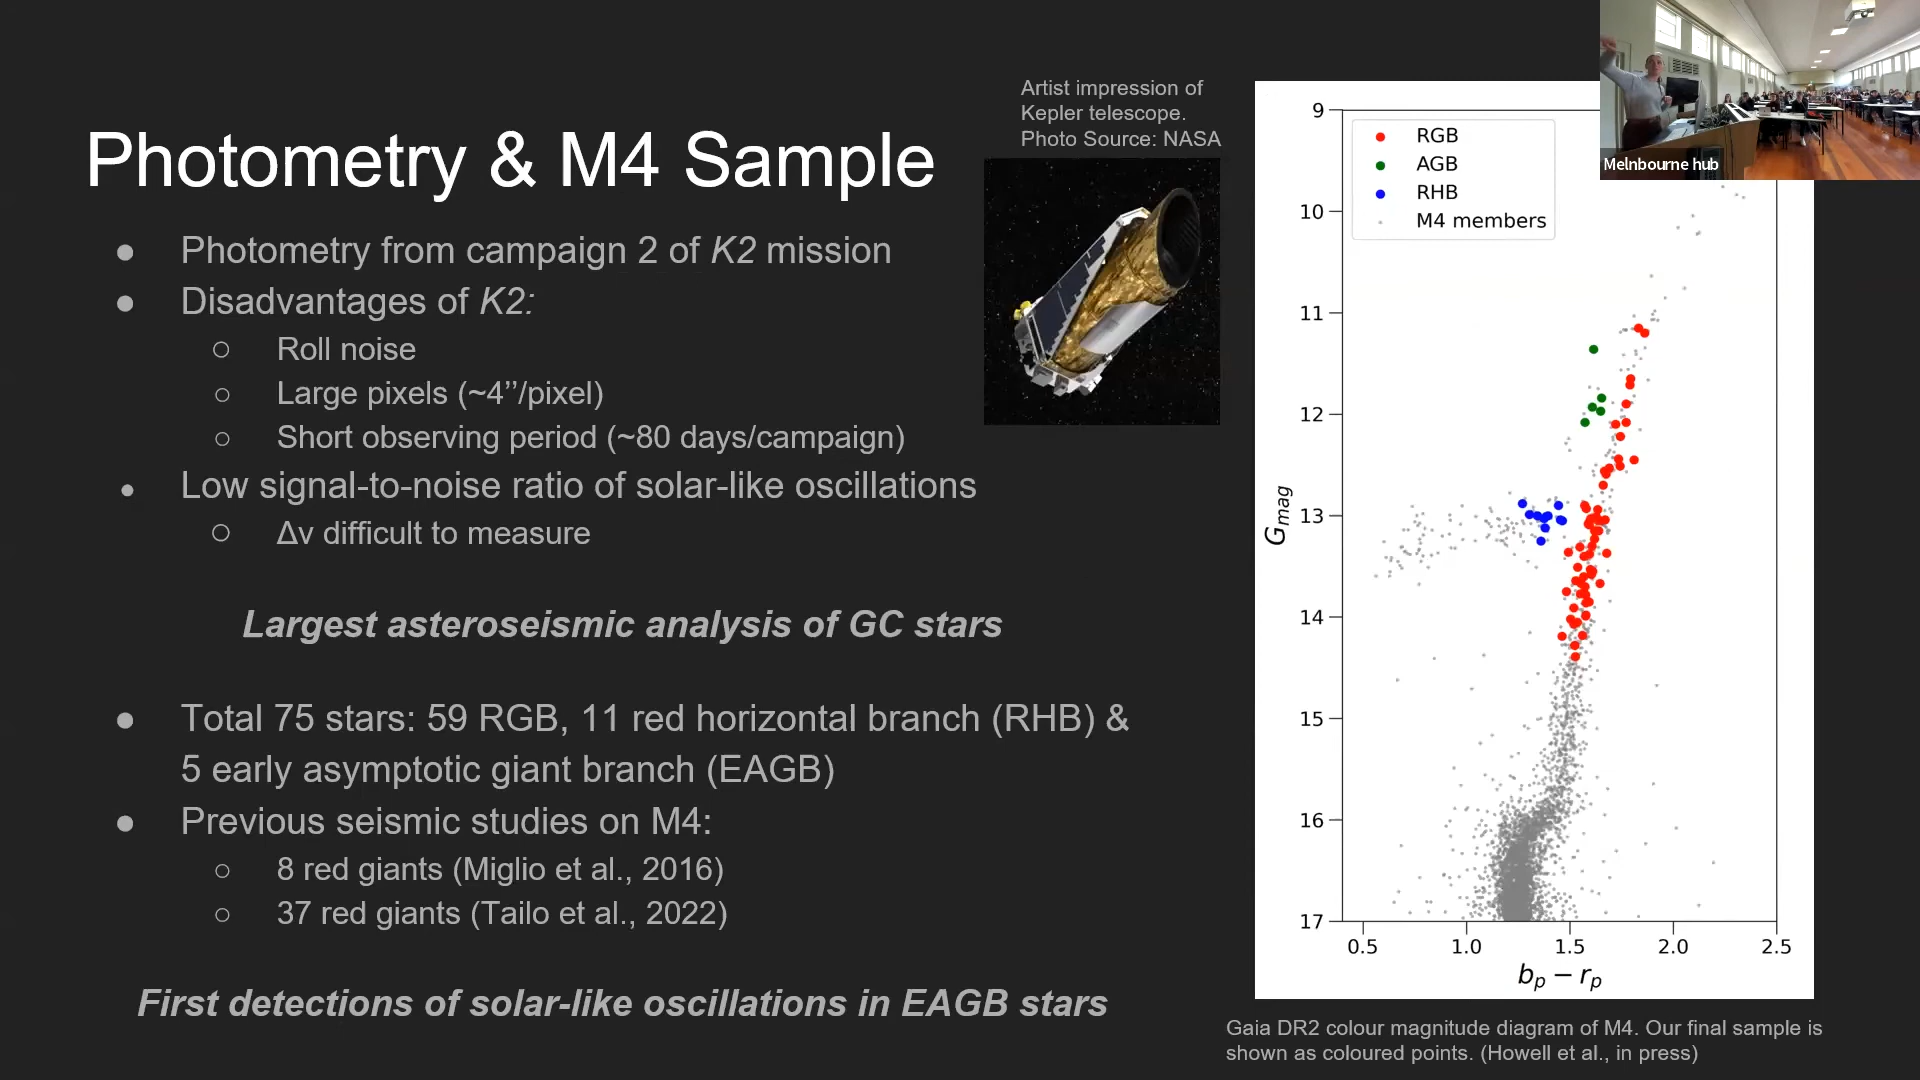 Photometry & M4 Sample
Artist impression of
Kepler telescope.
Photo Source: NASA
● Photometry from campaign 2 of K2 mission
● Disadvantages of K2:
○ Roll noise
○ Large pixels (~4’’/pixel)
○ Short observing period (~80 days/campaign)
● Low signal-to-noise ratio of solar-like oscillations
○ Δν difficult to measure
Largest asteroseismic analysis of GC stars
● Total 75 stars: 59 RGB, 11 red horizontal branch (RHB) &
5 early asymptotic giant branch (EAGB)
● Previous seismic studies on M4:
○ 8 red giants (Miglio et al., 2016)
○ 37 red giants (Tailo et al., 2022)
First detections of solar-like oscillations in EAGB stars
RGB
AGB
RHB
M4 members
9
10
11
12
13
14
15
16
17
Gmag
0.5 1.0 1.5 2.0 2.5
bp − rp
Gaia DR2 colour magnitude diagram of M4. Our final sample is
shown as coloured points. (Howell et al., in press)
Melnbourne hub